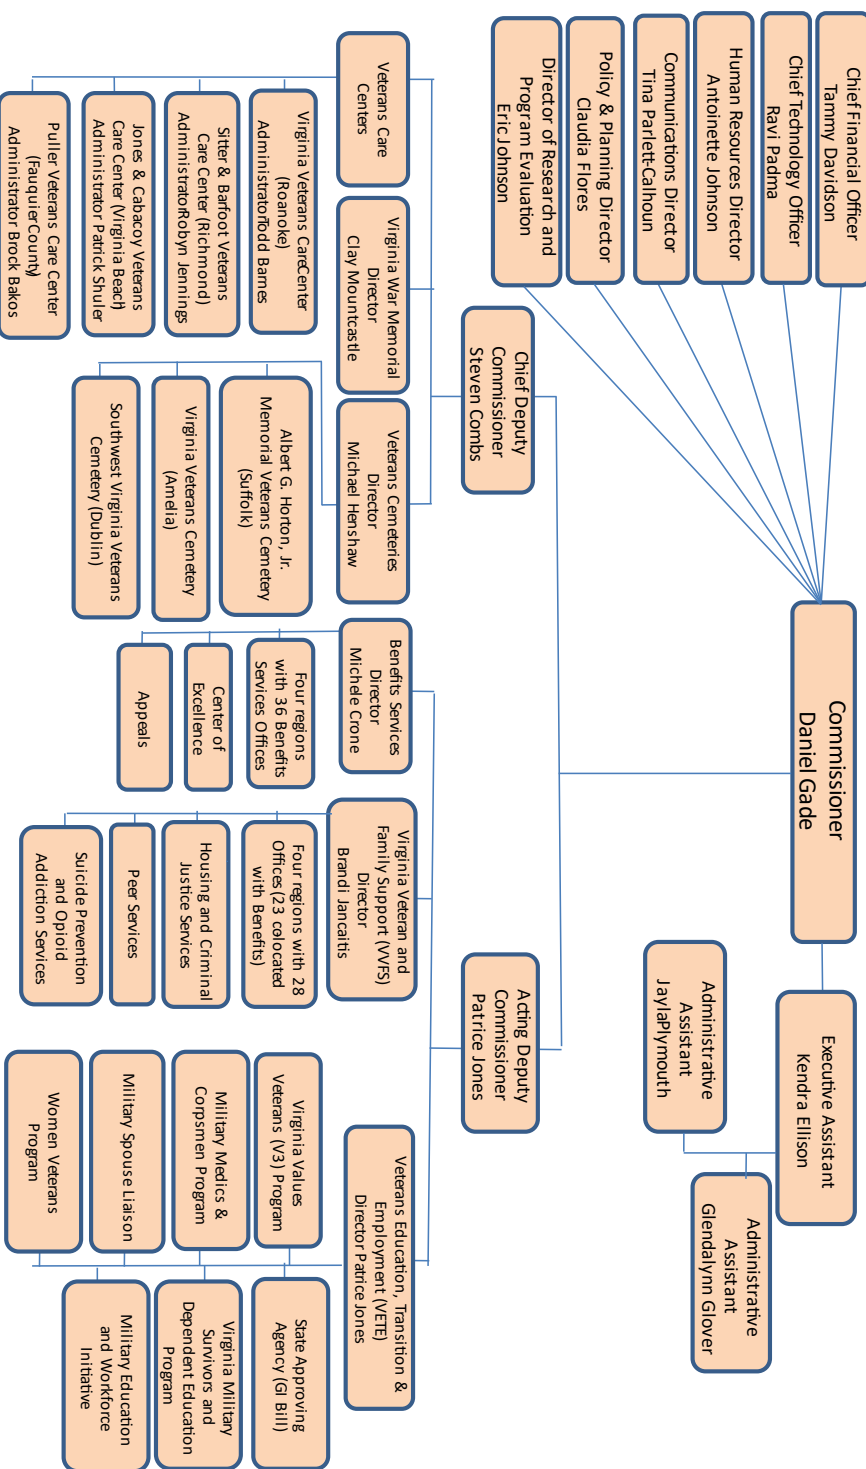 Commissioner
Daniel Gade
Executive Assistant
Kendra Ellison
Administrative
Assistant
JaylaPlymouth
Administrative
Assistant
Glendalynn Glover
Chief Financial Officer
Tammy Davidson
Chief Technology Officer
Ravi Padma
Human Resources Director
Antoinette Johnson
Communications Director
Tina Parlett-Calhoun
Policy & Planning Director
Claudia Flores
Director of Research and
Program Evaluation
Eric Johnson
Chief Deputy
Commissioner
Steven Combs
Acting Deputy
Commissioner
Patrice Jones
Veterans Care
Centers
Virginia Veterans CareCenter
(Roanoke)
AdministratorTodd Barnes
Sitter & Barfoot Veterans
Care Center (Richmond)
AdministratorRobyn Jennings
Jones & Cabacoy Veterans
Care Center (Virginia Beach)
Administrator Patrick Shuler
Puller Veterans Care Center
(FauquierCounty)
Administrator Brock Bakos
Virginia War Memorial
Director
Clay Mountcastle
Veterans Cemeteries
Director
Michael Henshaw
Albert G. Horton, Jr.
Memorial Veterans Cemetery
(Suffolk)
Virginia Veterans Cemetery
(Amelia)
Southwest Virginia Veterans
Cemetery (Dublin)
Benefits Services
Director
Michele Crone
Four regions
with 36 Benefits
Services Offices
Center of
Excellence
Appeals
Virginia Veteran and
Family Support (VVFS)
Director
Brandi Jancaitis
Four regions with 28
Offices (23 colocated
with Benefits)
Housing and Criminal
Justice Services
Peer Services
Suicide Prevention
and Opioid
Addiction Services
Veterans Education, Transition &
Employment (VETE)
Director Patrice Jones
Virginia Values
Veterans (V3) Program
State Approving
Agency (GI Bill)
Military Medics &
Corpsmen Program
Virginia Military
Survivors and
Dependent Education
Program
Military Spouse Liaison
Military Education
and Workforce
Initiative
Women Veterans
Program